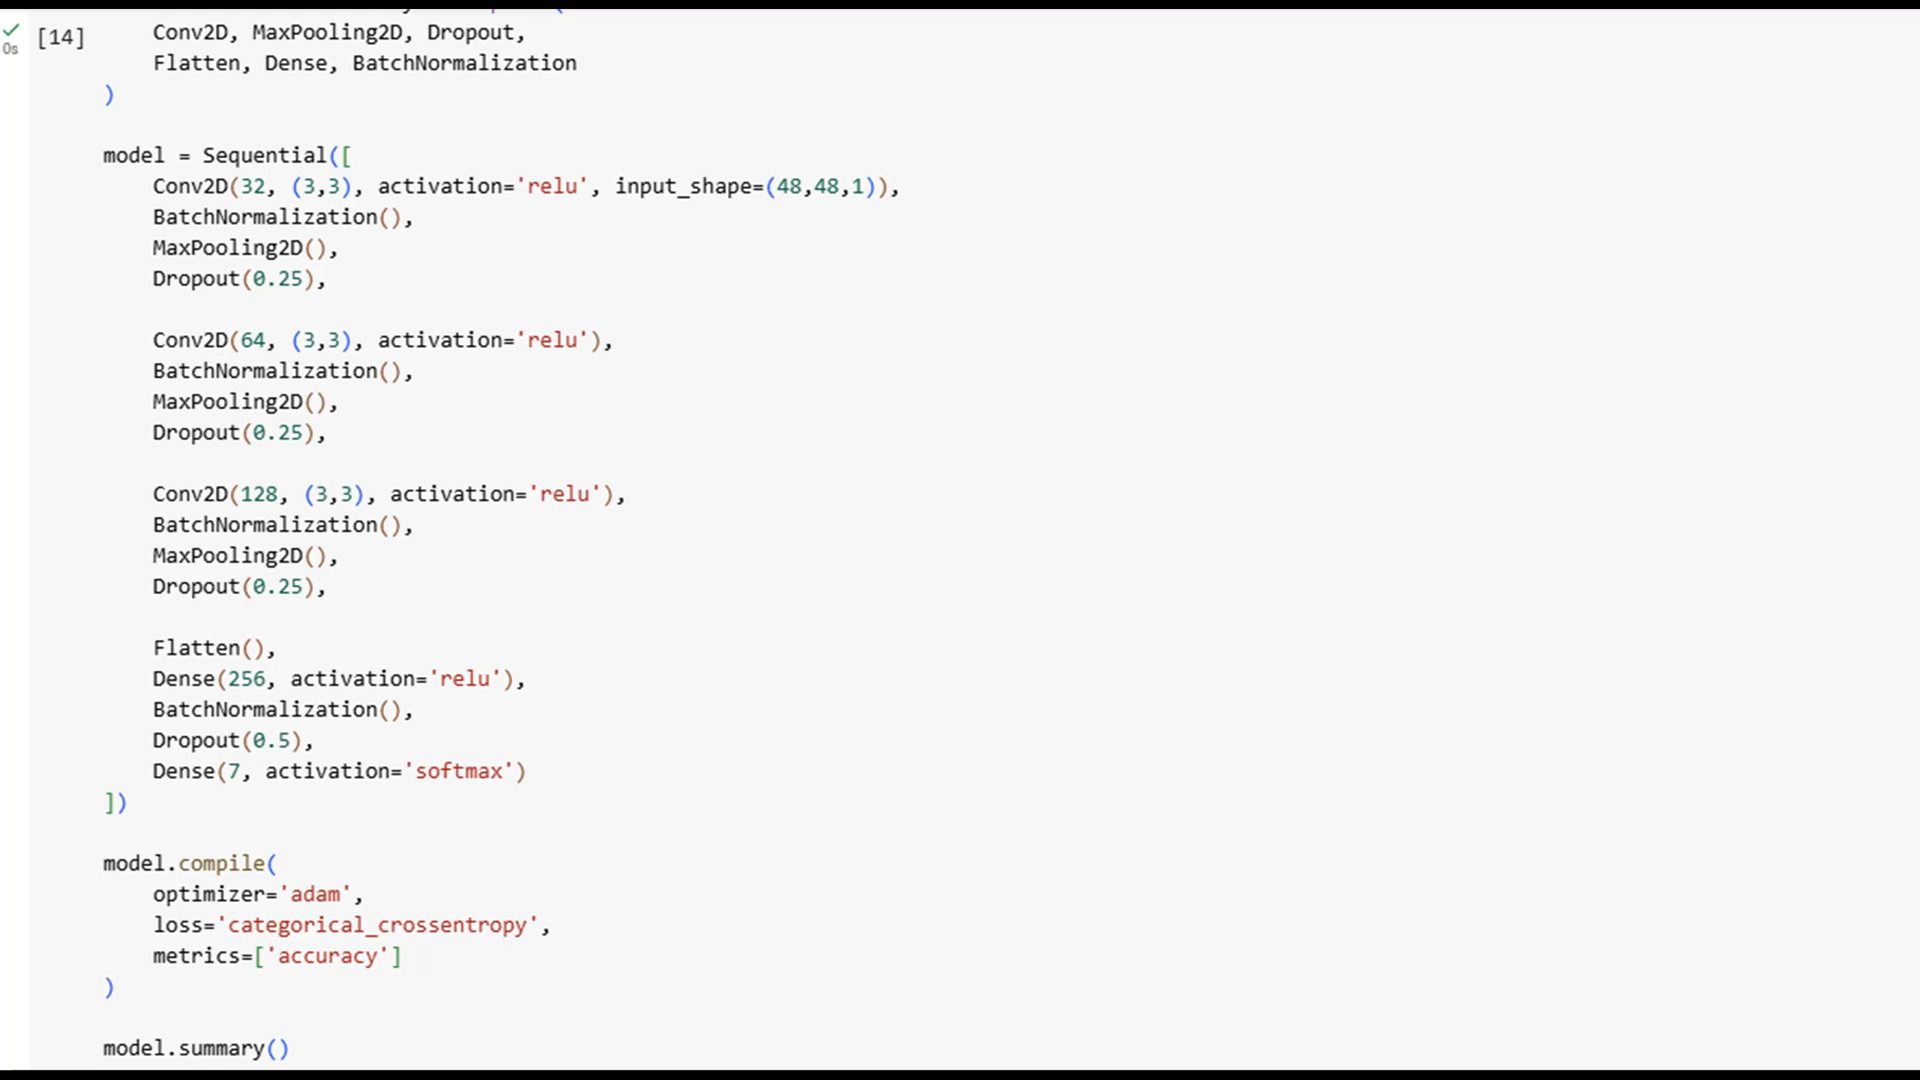 [14]
0s
Conv2D, MaxPooling2D, Dropout,
Flatten, Dense, BatchNormalization
)
model = Sequential([
Conv2D(32, (3,3), activation='relu', input_shape=(48,48,1)),
BatchNormalization(),
MaxPooling2D(),
Dropout(0.25),
Conv2D(64, (3,3), activation='relu'),
BatchNormalization(),
MaxPooling2D(),
Dropout(0.25),
Conv2D(128, (3,3), activation='relu'),
BatchNormalization(),
MaxPooling2D(),
Dropout(0.25),
Flatten(),
Dense(256, activation='relu'),
BatchNormalization(),
Dropout(0.5),
Dense(7, activation='softmax')
])
model.compile(
optimizer='adam',
loss='categorical_crossentropy',
metrics=['accuracy']
)
model.summary()